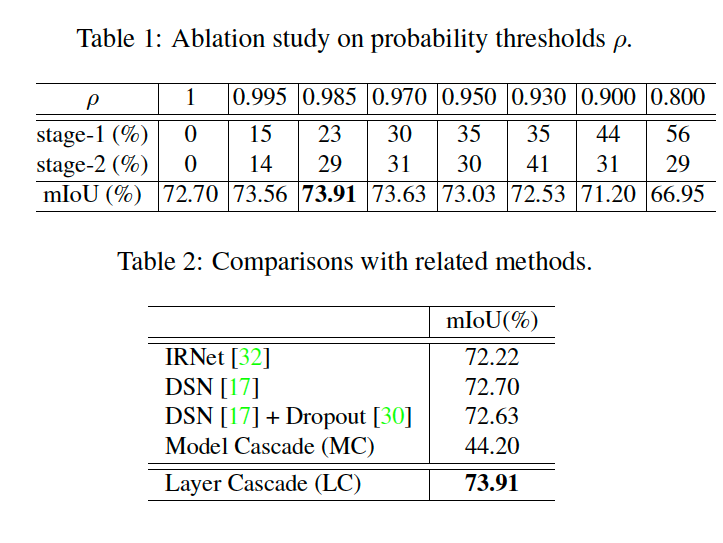 Table 1: Ablation study on probability thresholds ρ.
ρ 1 0.995 0.985 0.970 0.950 0.930 0.900 0.800
stage-1 (%) 0 15 23 30 35 35 44 56
stage-2 (%) 0 14 29 31 30 41 31 29
mIoU (%) 72.70 73.56 73.91 73.63 73.03 72.53 71.20 66.95
Table 2: Comparisons with related methods.
mIoU(%)
IRNet [32] 72.22
DSN [17] 72.70
DSN [17] + Dropout [30] 72.63
Model Cascade (MC) 44.20
Layer Cascade (LC) 73.91